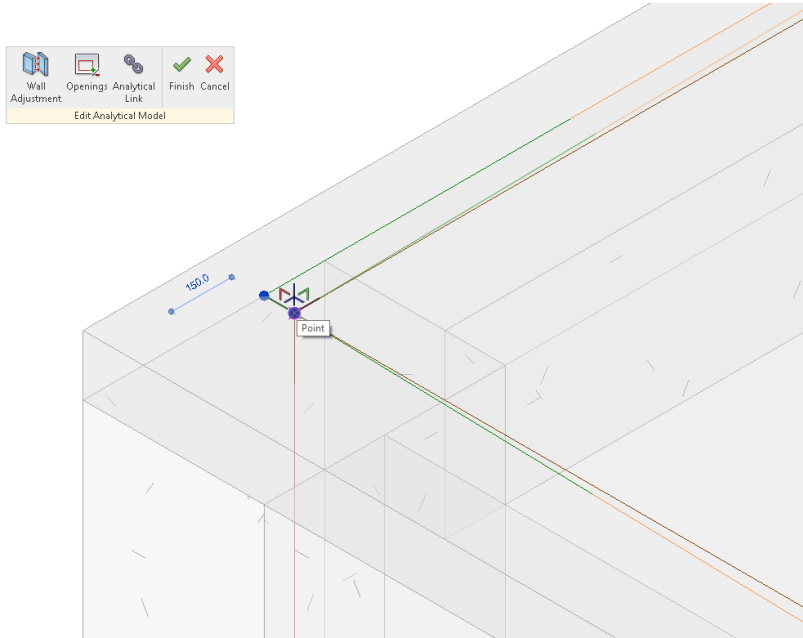 Wall Adjustment
Openings
Analytical Link
Finish
Cancel
Edit Analytical Model
150.0
Point